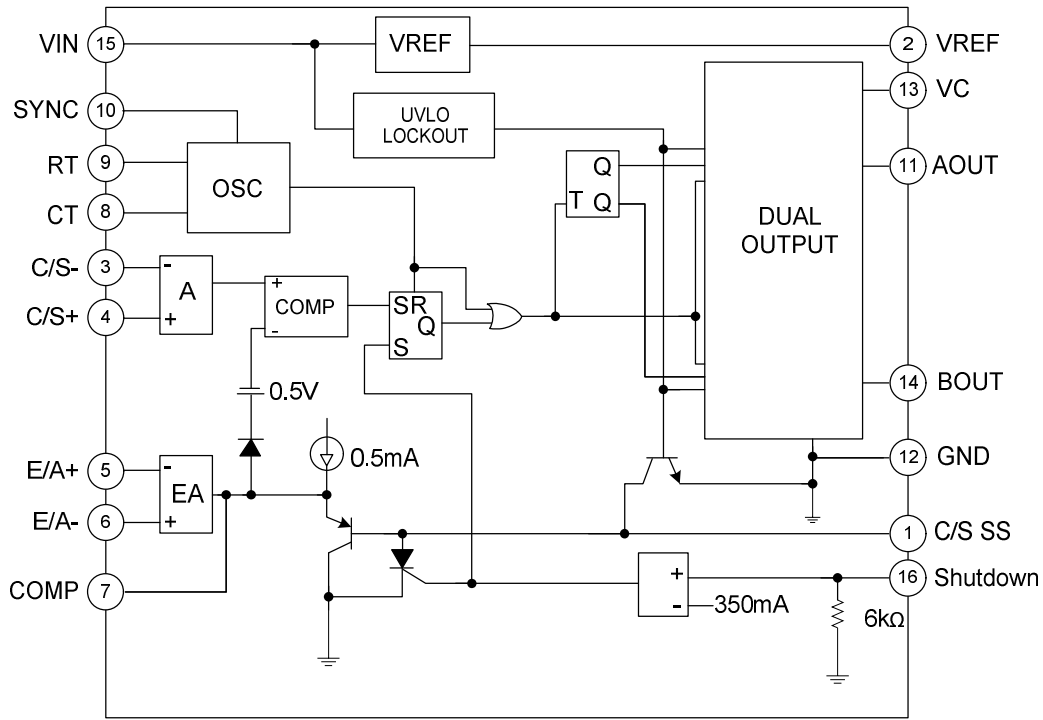 VIN 15 VREF 2 VREF
13 VC
SYNC 10 UVLO
LOCKOUT
RT 9 OSC Q 11 AOUT
CT 8 T Q DUAL
OUTPUT
C/S- 3 - A + COMP SR
C/S+ 4 + - Q
S
0.5V 14 BOUT
E/A+ 5 - EA 0.5mA 12 GND
E/A- 6 + 1 C/S SS
COMP 7 + 16 Shutdown
- 350mA 6kΩ